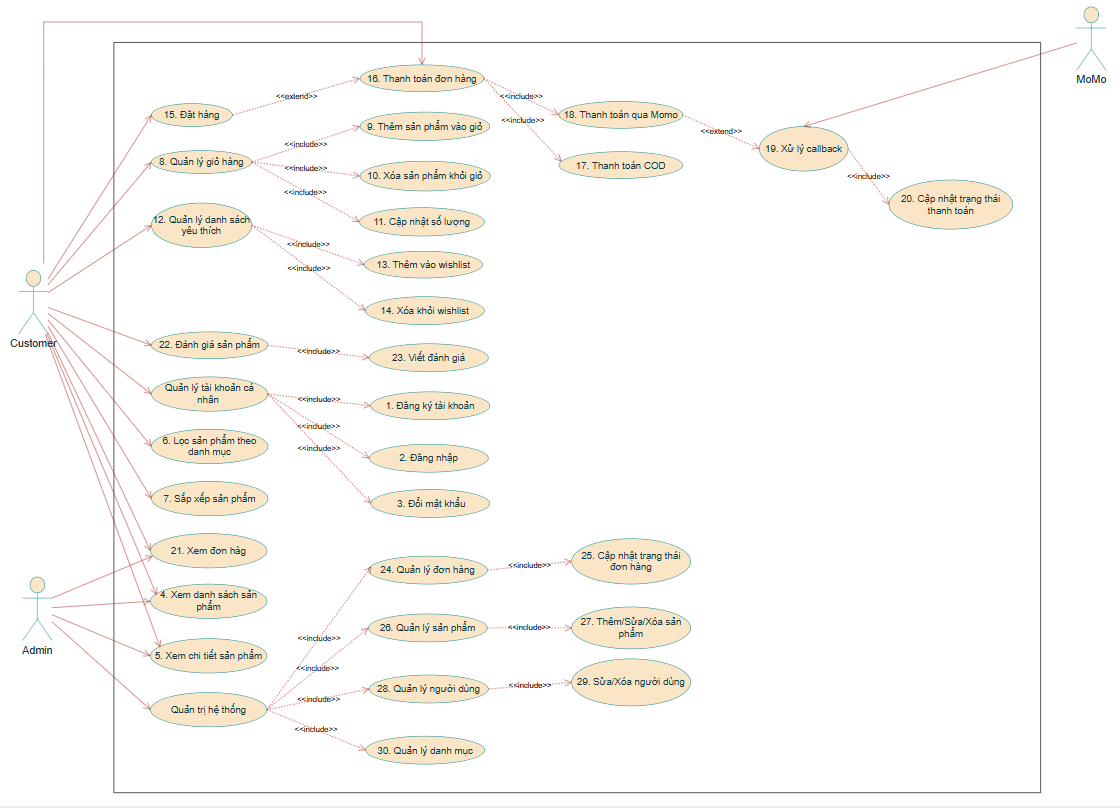 MoMo
16. Thanh toán đơn hàng
<<extend>>
<<include>>
15. Đặt hàng
18. Thanh toán qua Momo
<<include>>
9. Thêm sản phẩm vào giỏ
<<extend>>
<<include>>
19. Xử lý callback
8. Quản lý giỏ hàng
17. Thanh toán COD
<<include>>
10. Xóa sản phẩm khỏi giỏ
<<include>>
<<include>>
20. Cập nhật trạng thái
thanh toán
12. Quản lý danh sách
yêu thích
11. Cập nhật số lượng
<<include>>
13. Thêm vào wishlist
<<include>>
14. Xóa khỏi wishlist
Customer
22. Đánh giá sản phẩm
<<include>>
23. Viết đánh giá
Quản lý tài khoản cá
nhân
<<include>>
1. Đăng ký tài khoản
<<include>>
6. Lọc sản phẩm theo
danh mục
<<include>>
2. Đăng nhập
7. Sắp xếp sản phẩm
3. Đổi mật khẩu
21. Xem đơn hàg
24. Quản lý đơn hàng
<<include>>
25. Cập nhật trạng thái
đơn hàng
4. Xem danh sách sản
phẩm
Admin
<<include>>
26. Quản lý sản phẩm
<<include>>
27. Thêm/Sửa/Xóa sản
phẩm
5. Xem chi tiết sản phẩm
<<include>>
28. Quản lý người dùng
<<include>>
29. Sửa/Xóa người dùng
Quản trị hệ thống
<<include>>
<<include>>
30. Quản lý danh mục